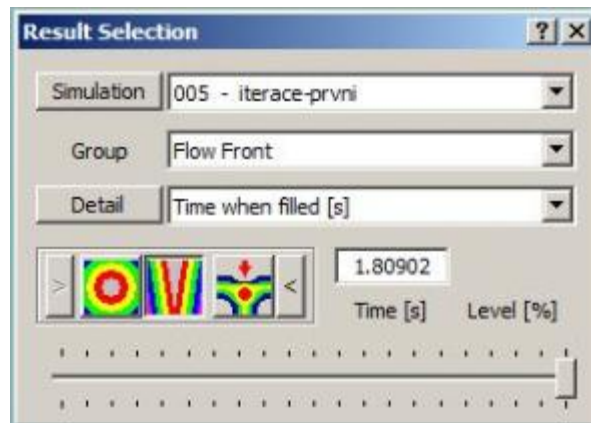 Result Selection ? ×
Simulation 005 - iterace-prvni
Group Flow Front
Detail Time when filled [s]
> < 1.80902
Time [s] Level [%]